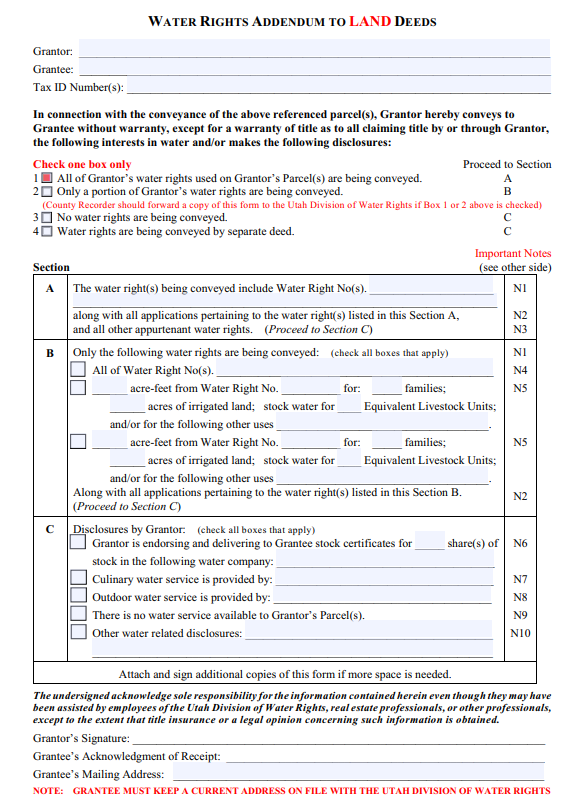 WATER RIGHTS ADDENDUM TO LAND DEEDS
Grantor:
Grantee:
Tax ID Number(s):
In connection with the conveyance of the above referenced parcel(s), Grantor hereby conveys to
Grantee without warranty, except for a warranty of title as to all claiming title by or through Grantor,
the following interests in water and/or makes the following disclosures:
Check one box only Proceed to Section
1 All of Grantor's water rights used on Grantor's Parcel(s) are being conveyed. A
2 Only a portion of Grantor's water rights are being conveyed. B
(County Recorder should forward a copy of this form to the Utah Division of Water Rights if Box 1 or 2 above is checked)
3 No water rights are being conveyed. C
4 Water rights are being conveyed by separate deed. C
Important Notes
Section (see other side)
A The water right(s) being conveyed include Water Right No(s). N1
along with all applications pertaining to the water right(s) listed in this Section A, N2
and all other appurtenant water rights. (Proceed to Section C) N3
B Only the following water rights are being conveyed: (check all boxes that apply) N1
All of Water Right No(s). N4
acre-feet from Water Right No. for: families; N5
acres of irrigated land; stock water for Equivalent Livestock Units;
and/or for the following other uses .
acre-feet from Water Right No. for: families; N5
acres of irrigated land; stock water for Equivalent Livestock Units;
and/or for the following other uses .
Along with all applications pertaining to the water right(s) listed in this Section B. N2
(Proceed to Section C)
C Disclosures by Grantor: (check all boxes that apply)
Grantor is endorsing and delivering to Grantee stock certificates for share(s) of N6
stock in the following water company:
Culinary water service is provided by: N7
Outdoor water service is provided by: N8
There is no water service available to Grantor's Parcel(s). N9
Other water related disclosures: N10
Attach and sign additional copies of this form if more space is needed.
The undersigned acknowledge sole responsibility for the information contained herein even though they may have
been assisted by employees of the Utah Division of Water Rights, real estate professionals, or other professionals,
except to the extent that title insurance or a legal opinion concerning such information is obtained.
Grantor's Signature:
Grantee's Acknowledgment of Receipt:
Grantee's Mailing Address:
NOTE: GRANTEE MUST KEEP A CURRENT ADDRESS ON FILE WITH THE UTAH DIVISION OF WATER RIGHTS